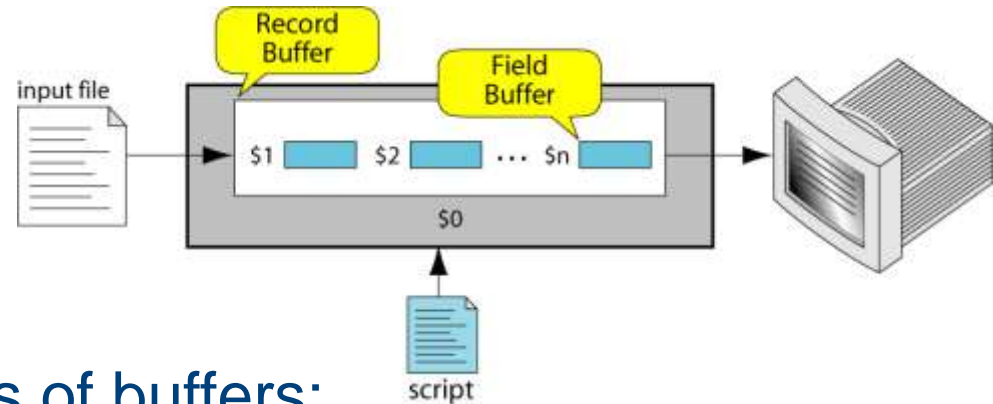 Record
Buffer
Field
Buffer
input file
$1
$2
...
$n
$0
script
s of buffers: